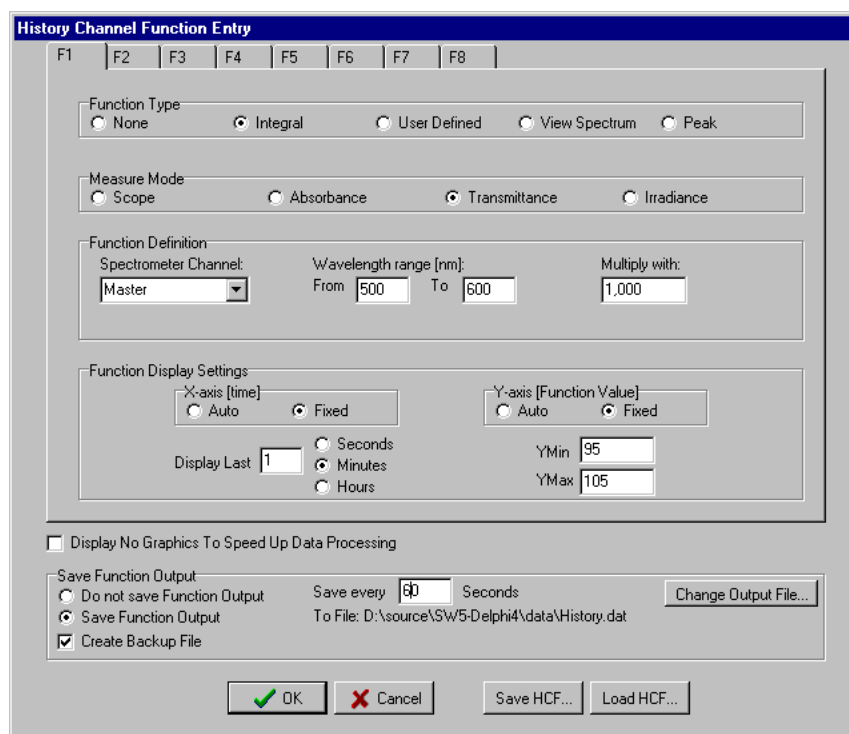 History Channel Function Entry
F1 F2 F3 F4 F5 F6 F7 F8
Function Type
None Integral User Defined View Spectrum Peak
Measure Mode
Scope Absorbance Transmittance Irradiance
Function Definition
Spectrometer Channel: Wavelength range [nm]: Multiply with:
Master From 500 To 600 1,000
Function Display Settings
X-axis [time] Y-axis [Function Value]
Auto Fixed Auto Fixed
Seconds
Display Last 1 Minutes
Hours
YMin 95
YMax 105
Display No Graphics To Speed Up Data Processing
Save Function Output
Do not save Function Output Save every 60 Seconds Change Output File...
Save Function Output To File: D:\source\SW5-Delphi4\data\History.dat
Create Backup File
OK Cancel Save HCF... Load HCF...